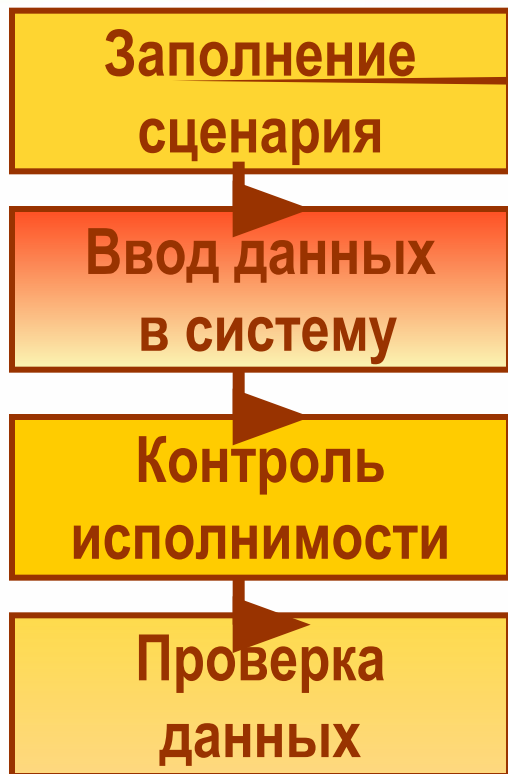 Заполнение
сценария
Ввод данных
в систему
Контроль
исполнимости
Проверка
данных